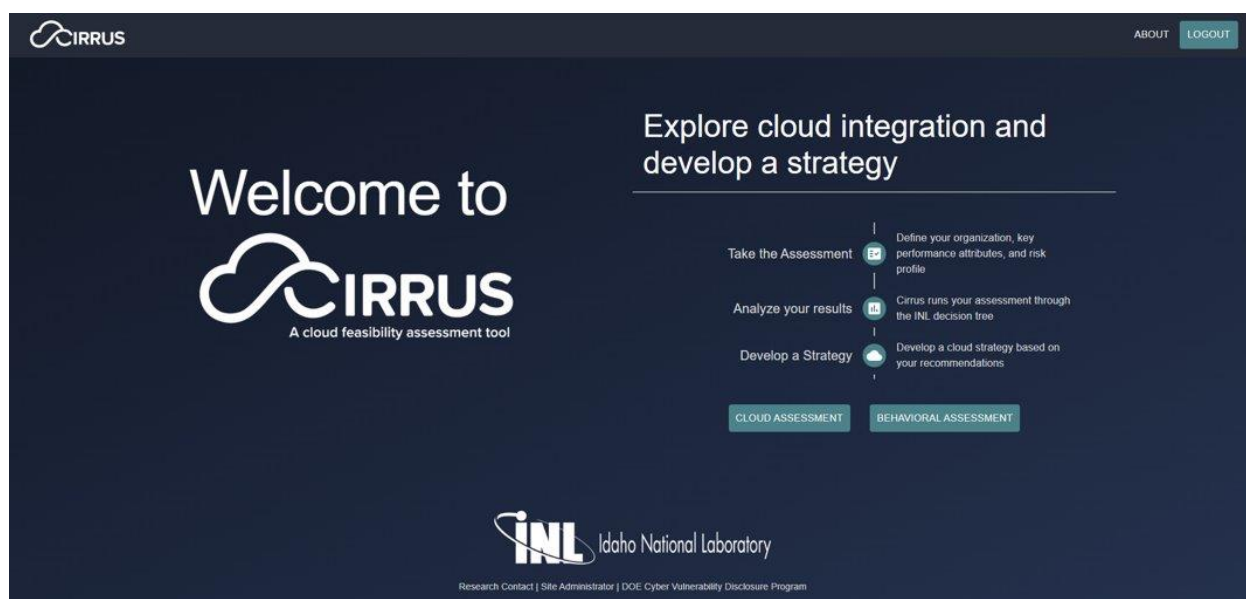 CIRRUS
ABOUT
LOGOUT
Welcome to
CIRRUS
A cloud feasibility assessment tool
Explore cloud integration and
develop a strategy
Take the Assessment
Define your organization, key
performance attributes, and risk
profile
Analyze your results
Cirrus runs your assessment through
the INL decision tree
Develop a Strategy
Develop a cloud strategy based on
your recommendations
CLOUD ASSESSMENT
BEHAVIORAL ASSESSMENT
INL Idaho National Laboratory
Research Contact | Site Administrator | DOE Cyber Vulnerability Disclosure Program